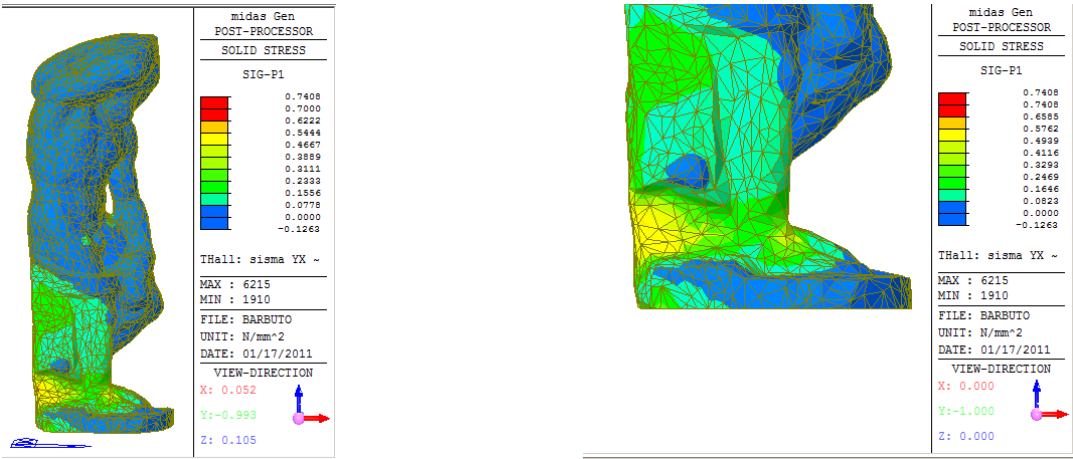 midas Gen
POST-PROCESSOR
SOLID STRESS
SIG-P1
0.7408
0.7000
0.6222
0.5444
0.4667
0.3889
0.3111
0.2333
0.1556
0.0778
0.0000
-0.1263
THall: sisma YX ~
MAX : 6215
MIN : 1910
FILE: BARBUTO
UNIT: N/mm^2
DATE: 01/17/2011
VIEW-DIRECTION
X: 0.052
Y:-0.993
Z: 0.105
midas Gen
POST-PROCESSOR
SOLID STRESS
SIG-P1
0.7408
0.7408
0.6585
0.5762
0.4939
0.4116
0.3293
0.2469
0.1646
0.0823
0.0000
-0.1263
THall: sisma YX ~
MAX : 6215
MIN : 1910
FILE: BARBUTO
UNIT: N/mm^2
DATE: 01/17/2011
VIEW-DIRECTION
X: 0.000
Y:-1.000
Z: 0.000